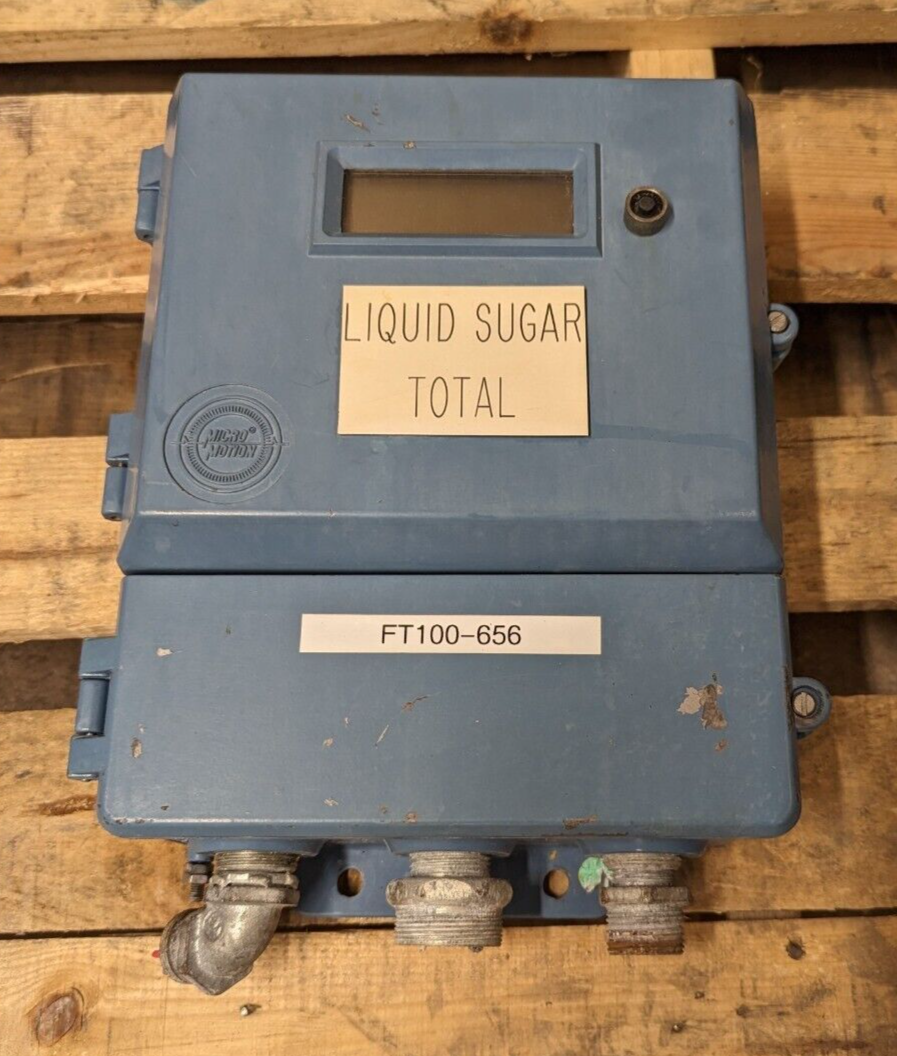 LIQUID SUGAR
TOTAL
MICRO®
MOTION
FT100-656